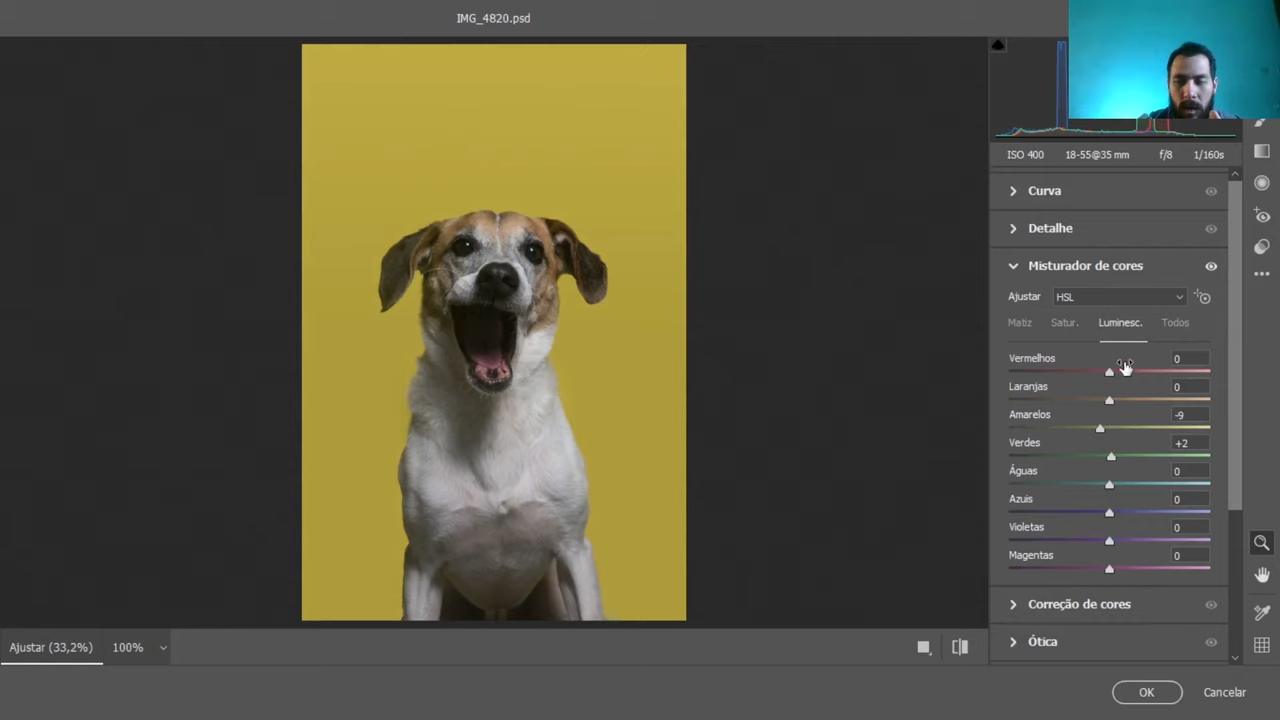 IMG_4820.psd
ISO 400 18-55@35 mm f/8 1/160s
Curva
Detalhe
Misturador de cores
Ajustar HSL
Matiz Satur. Luminesc. Todos
Vermelhos 0
Laranjas 0
Amarelos -9
Verdes +2
Águas 0
Azuis 0
Violetas 0
Magentas 0
Correção de cores
Ótica
Ajustar (33,2%) 100%
OK Cancelar